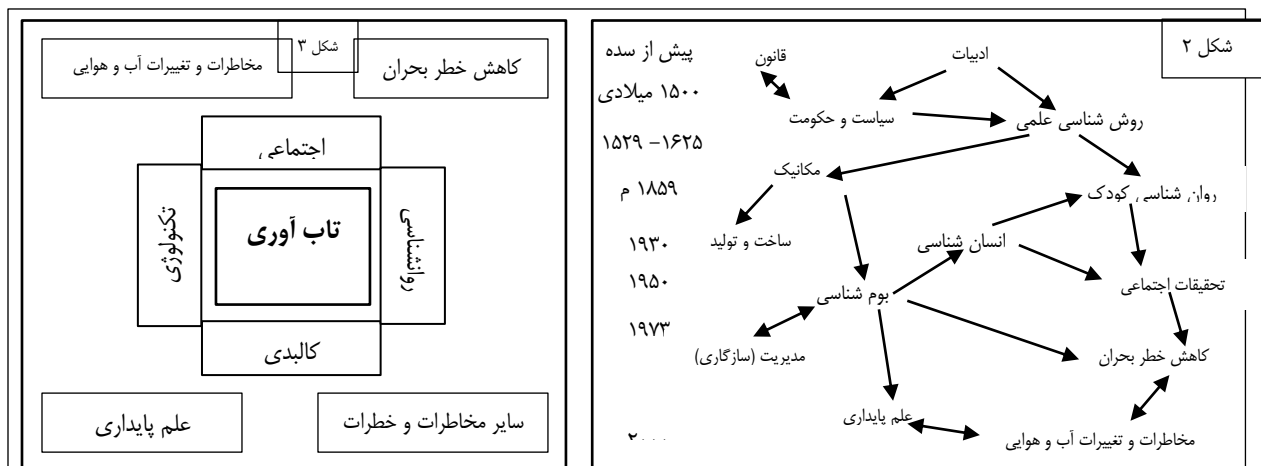 شکل ۲
پیش از سده
۱۵۰۰ میلادی
۱۵۲۹– ۱۶۲۵
۱۸۵۹ م
۱۹۳۰
۱۹۵۰
۱۹۷۳
۲۰۰۰
ادبیات
قانون
سیاست و حکومت
روش شناسی علمی
مکانیک
روان شناسی کودک
انسان شناسی
ساخت و تولید
تحقیقات اجتماعی
بوم شناسی
کاهش خطر بحران
مدیریت (سازگاری)
علم پایداری
مخاطرات و تغییرات آب و هوایی
شکل ۳
کاهش خطر بحران
مخاطرات و تغییرات آب و هوایی
اجتماعی
روانشناسی
تاب آوری
تکنولوژی
کالبدی
سایر مخاطرات و خطرات
علم پایداری